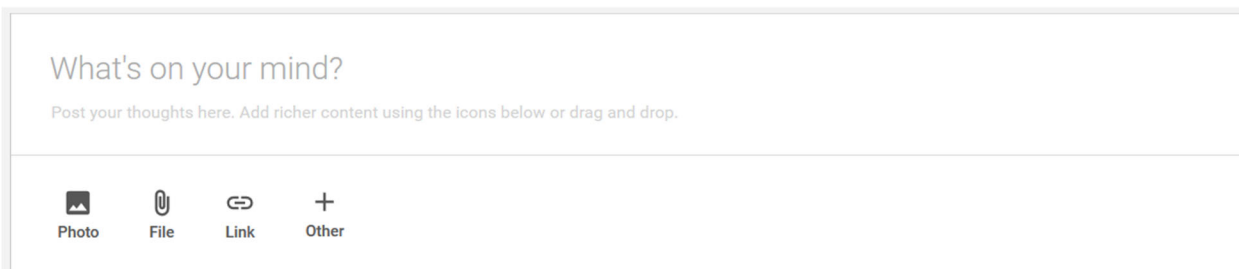 What's on your mind?
Post your thoughts here. Add richer content using the icons below or drag and drop.
Photo File Link Other